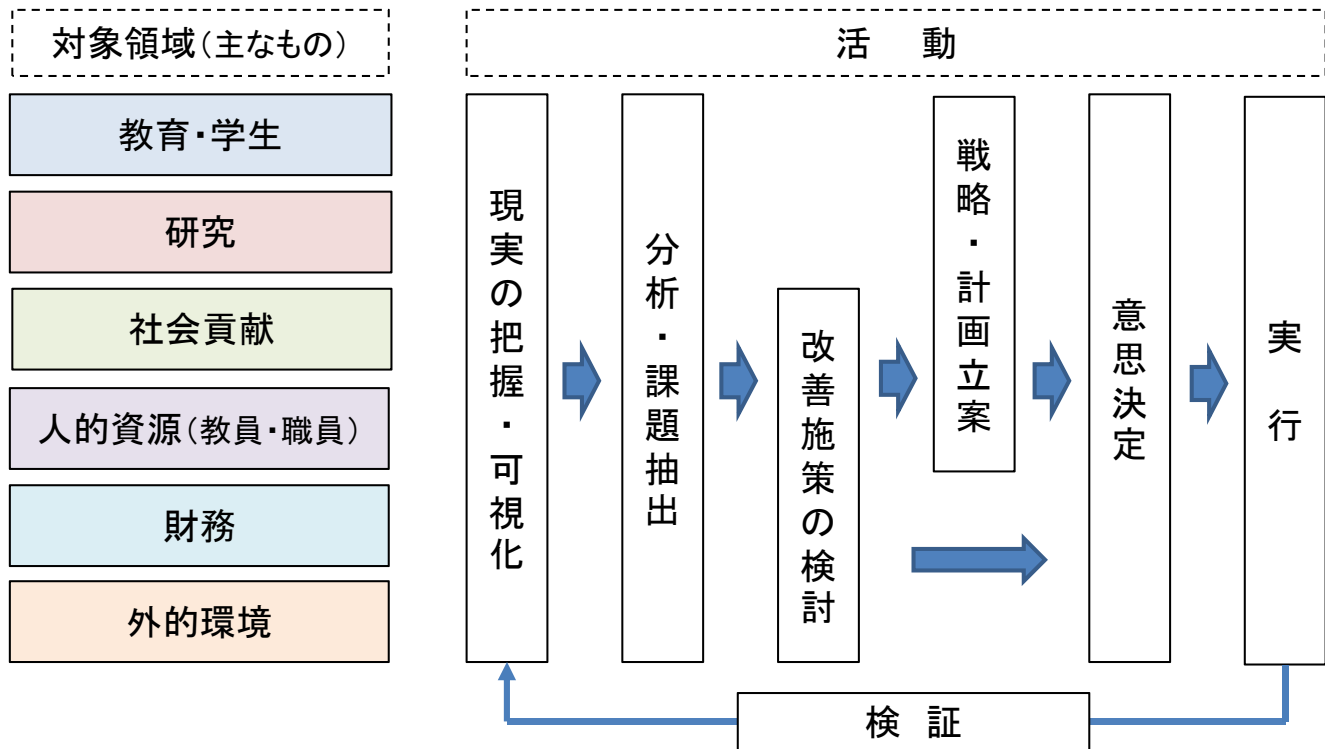 対象領域（主なもの）
教育・学生
研究
社会貢献
人的資源（教員・職員）
財務
外的環境
活　動
現実の把握・可視化
分析・課題抽出
改善施策の検討
戦略・計画立案
意思決定
実　行
検　証